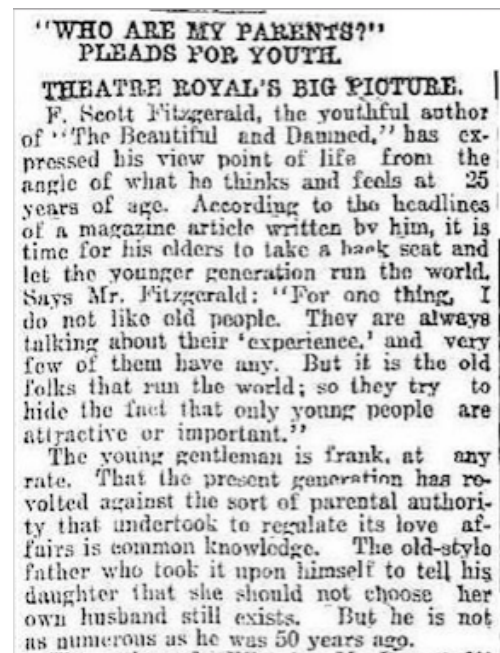 "WHO ARE MY PARENTS?"
PLEADS FOR YOUTH.
THEATRE ROYAL'S BIG PICTURE.
F. Scott Fitzgerald, the youthful author
of "The Beautiful and Damned," has ex-
pressed his view point of life from the
angle of what he thinks and feels at 25
years of age. According to the headlines
of a magazine article written by him, it is
time for his elders to take a back seat and
let the younger generation run the world.
Says Mr. Fitzgerald: "For one thing, I
do not like old people. They are always
talking about their 'experience,' and very
few of them have any. But it is the old
folks that run the world; so they try to
hide the fact that only young people are
attractive or important."
The young gentleman is frank, at any
rate. That the present generation has re-
volted against the sort of parental authori-
ty that undertook to regulate its love af-
fairs is common knowledge. The old-style
father who took it upon himself to tell his
daughter that she should not choose her
own husband still exists. But he is not
as numerous as he was 50 years ago.